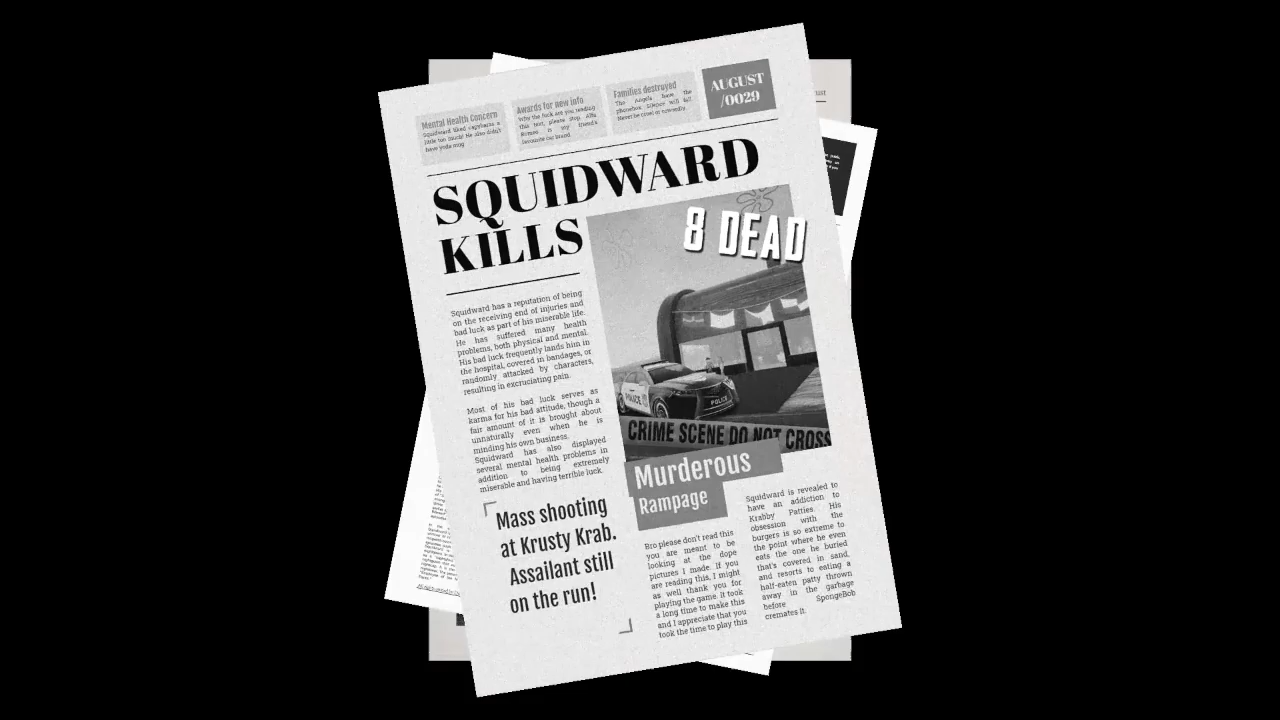 Mental Health Concern
Squidward liked capybaras a
little too much! He also didn't
have yoda mug.
Awards for new info
Why the fuck are you reading
this text, please stop. Alfa
Romeo is my friend's
favourite car brand.
Families destroyed
The Angels have the
phonebox.
will fall
Never be cruel or cowardly.
AUGUST
/0029
SQUIDWARD
KILLS
8 DEAD
Squidward has a reputation of being
on the receiving end of injuries and
bad luck as part of his miserable life.
He has suffered many health
problems, both physical and mental.
His bad luck frequently lands him in
the hospital, covered in bandages, or
randomly attacked by characters,
resulting in excruciating pain.
Most of his bad luck serves as
karma for his bad attitude, though a
fair amount of it is brought about
unnaturally even when he is
minding his own business.
Squidward has also displayed
several mental health problems in
addition to being extremely
miserable and having terrible luck.
Mass shooting
at Krusty Krab.
Assailant still
on the run!
POLICE
POLICE
CRIME SCENE DO NOT CROSS
Murderous
Rampage
Bro please don't read this
you are meant to be
looking at the dope
pictures I made. If you
are reading this, I might
as well thank you for
playing the game. It took
a long time to make this
and I appreciate that you
took the time to play this
Squidward is revealed to
have an addiction to
Krabby Patties. His
obsession with the
burgers is so extreme to
the point where he even
eats the one he buried
that's covered in sand,
and resorts to eating a
half-eaten patty thrown
away in the garbage
before SpongeBob
cremates it.